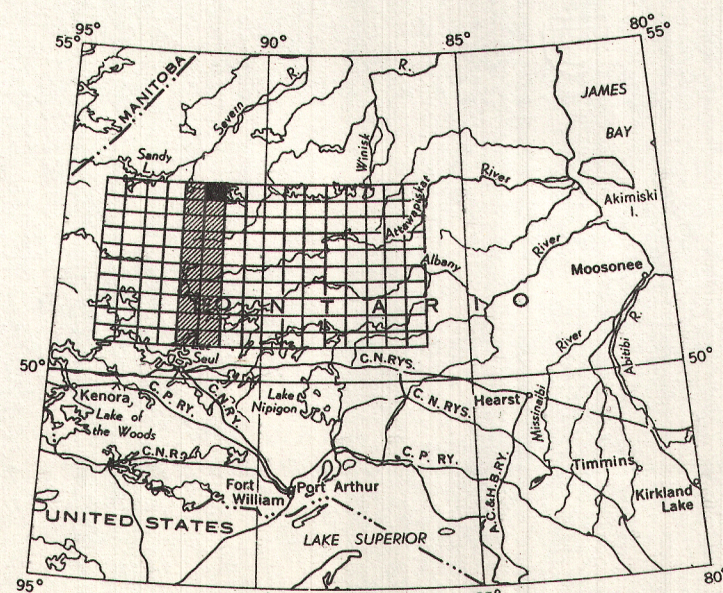 95° 90° 85° 80°
55° 55°
MANITOBA
Severn R.
R.
Winisk
JAMES
BAY
Sandy
L.
River
Attawapiskat
Akimiski
I.
Albany
River
Moosonee
ONTARIO
Seul
C.N.RYS.
River
Abitibi R.
50° 50°
Kenora
C.P.RY.
C.N.RY.
Lake
Nipigon
C.N.RYS.
Hearst
Missinaibi
Lake of
the Woods
C.N.R.
C.P.RY.
Timmins
Fort
William
Port Arthur
A.C.&H.B.RY.
Kirkland
Lake
UNITED STATES
LAKE SUPERIOR
95° 80°